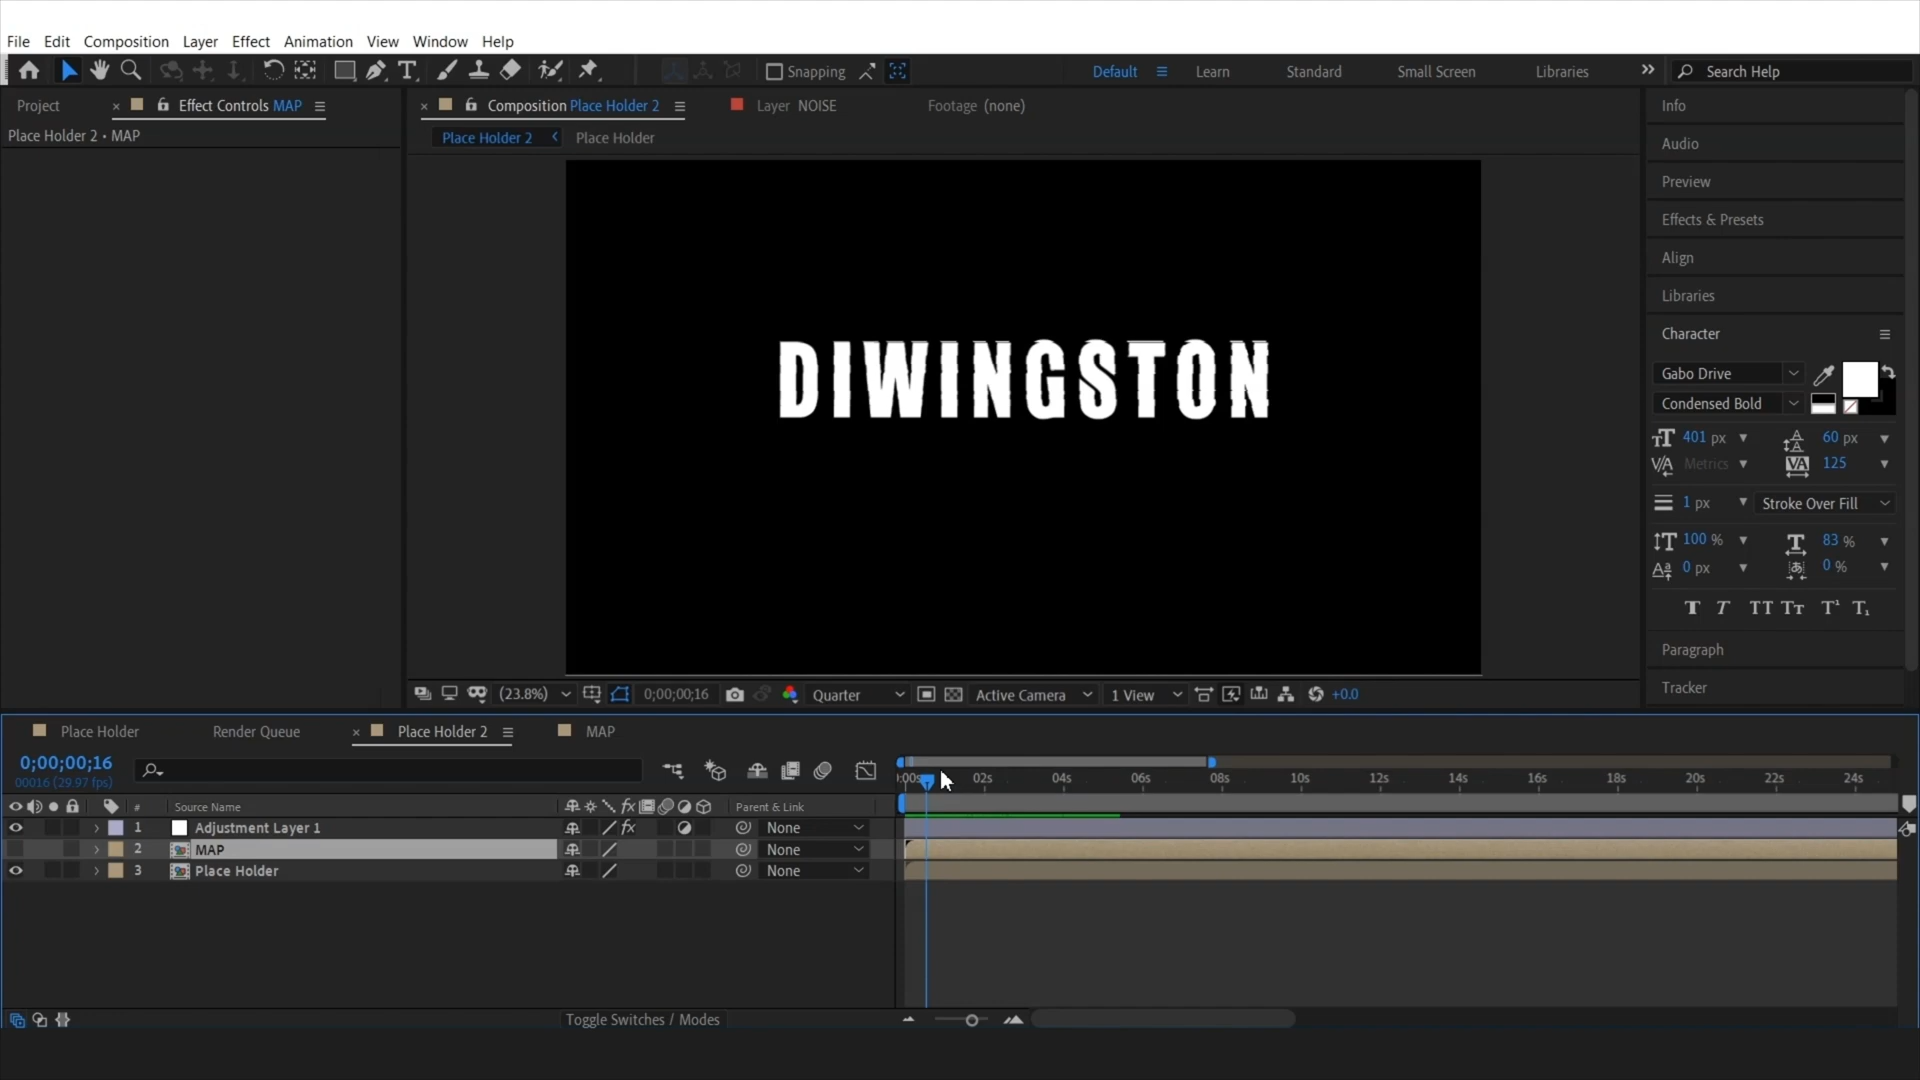 File Edit Composition Layer Effect Animation View Window Help
Snapping Default Learn Standard Small Screen Libraries Search Help
Project Effect Controls MAP
Composition Place Holder 2 Layer NOISE Footage (none)
Place Holder 2 • MAP
Place Holder 2 Place Holder
DIWINGSTON
Info
Audio
Preview
Effects & Presets
Align
Libraries
Character
Gabo Drive
Condensed Bold
401 px 60 px
Metrics 125
1 px Stroke Over Fill
100 % 83 %
0 px 0 %
Paragraph
Tracker
(23.8%) 0;00;00;16 Quarter Active Camera 1 View +0.0
Place Holder Render Queue Place Holder 2 MAP
0;00;00;16
00016 (29.97 fps)
:00s 02s 04s 06s 08s 10s 12s 14s 16s 18s 20s 22s 24s
# Source Name fx Parent & Link
1 Adjustment Layer 1 fx None
2 MAP None
3 Place Holder None
Toggle Switches / Modes